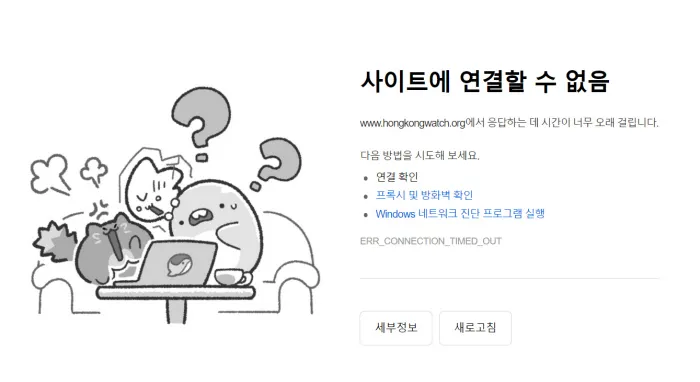 사이트에 연결할 수 없음
www.hongkongwatch.org에서 응답하는 데 시간이 너무 오래 걸립니다.
다음 방법을 시도해 보세요.
• 연결 확인
• 프록시 및 방화벽 확인
• Windows 네트워크 진단 프로그램 실행
ERR_CONNECTION_TIMED_OUT
세부정보
새로고침